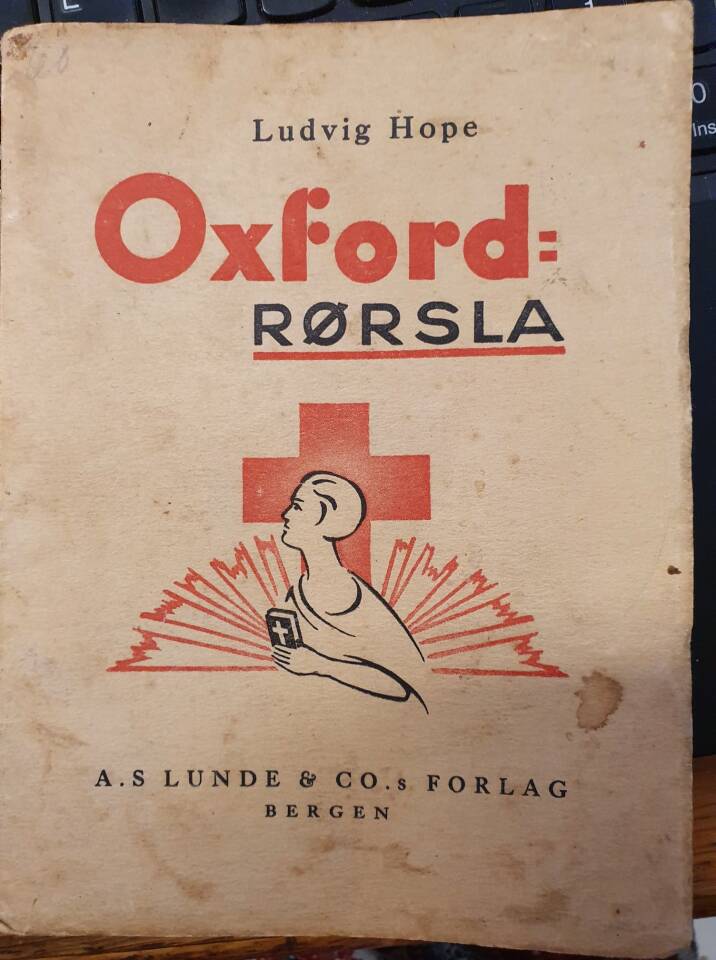 Ludvig Hope
Oxford=
RØRSLA
A.S LUNDE & CO.s FORLAG
BERGEN